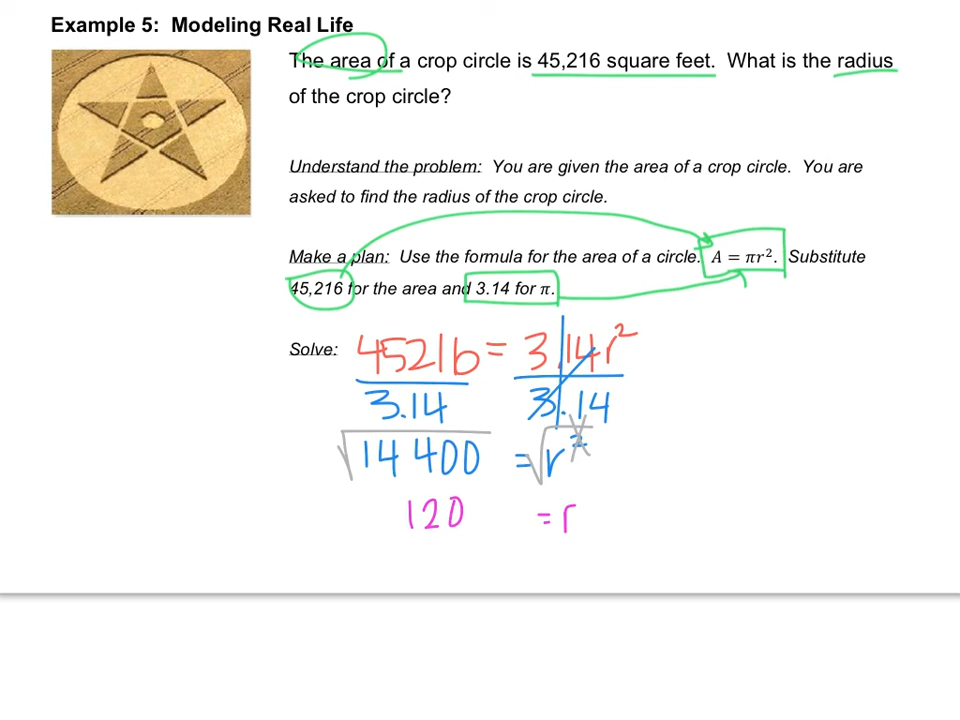 Example 5: Modeling Real Life
The area of a crop circle is 45,216 square feet. What is the radius
of the crop circle?
Understand the problem: You are given the area of a crop circle. You are
asked to find the radius of the crop circle.
Make a plan: Use the formula for the area of a circle. A = πr². Substitute
45,216 for the area and 3.14 for π.
Solve: 45216 = 3.14r²
3.14 3.14
√14400 = √r²
120 = r